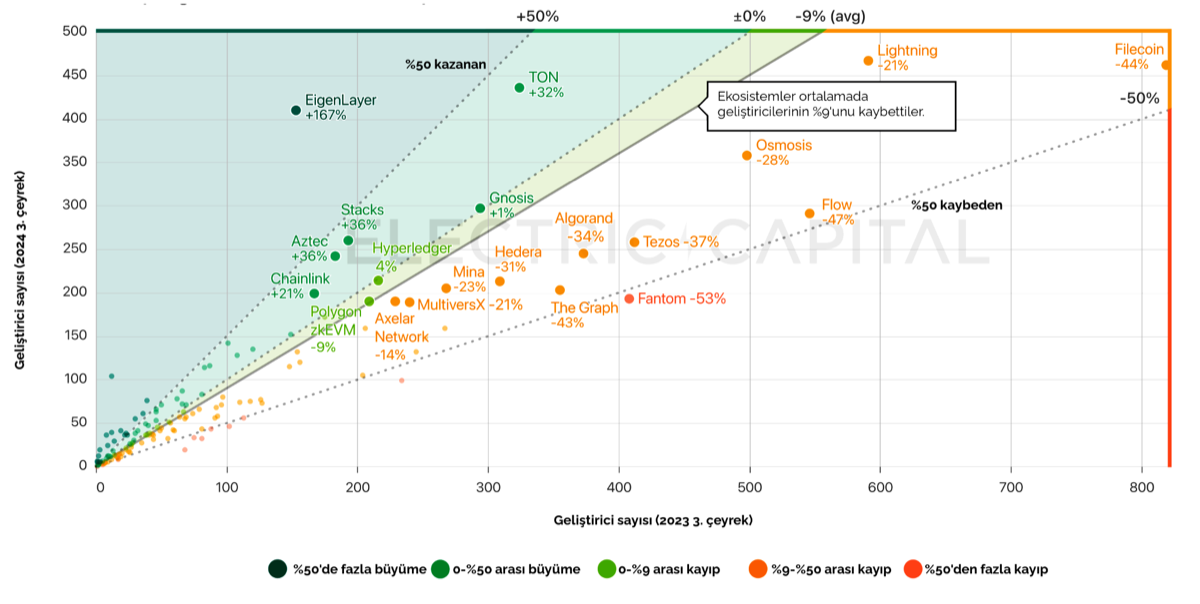 +50%
±0%
-9% (avg)
500
450
400
350
300
250
200
150
100
50
0
Geliştirici sayısı (2024 3. çeyrek)
%50 kazanan
TON
+32%
EigenLayer
+167%
Lightning
-21%
Filecoin
-44%
-50%
Ekosistemler ortalamada
geliştiricilerinin %9'unu kaybettiler.
Osmosis
-28%
Gnosis
+1%
Flow
-47%
%50 kaybeden
Stacks
+36%
Algorand
-34%
ELECTRIC CAPITAL
Aztec
+36%
Hyperledger
4%
Hedera
-31%
Tezos -37%
Chainlink
+21%
Mina
-23%
MultiversX -21%
The Graph
-43%
Fantom -53%
Polygon
zkEVM
-9%
Axelar
Network
-14%
0
100
200
300
400
500
600
700
800
Geliştirici sayısı (2023 3. çeyrek)
%50'de fazla büyüme
0-%50 arası büyüme
0-%9 arası kayıp
%9-%50 arası kayıp
%50'den fazla kayıp